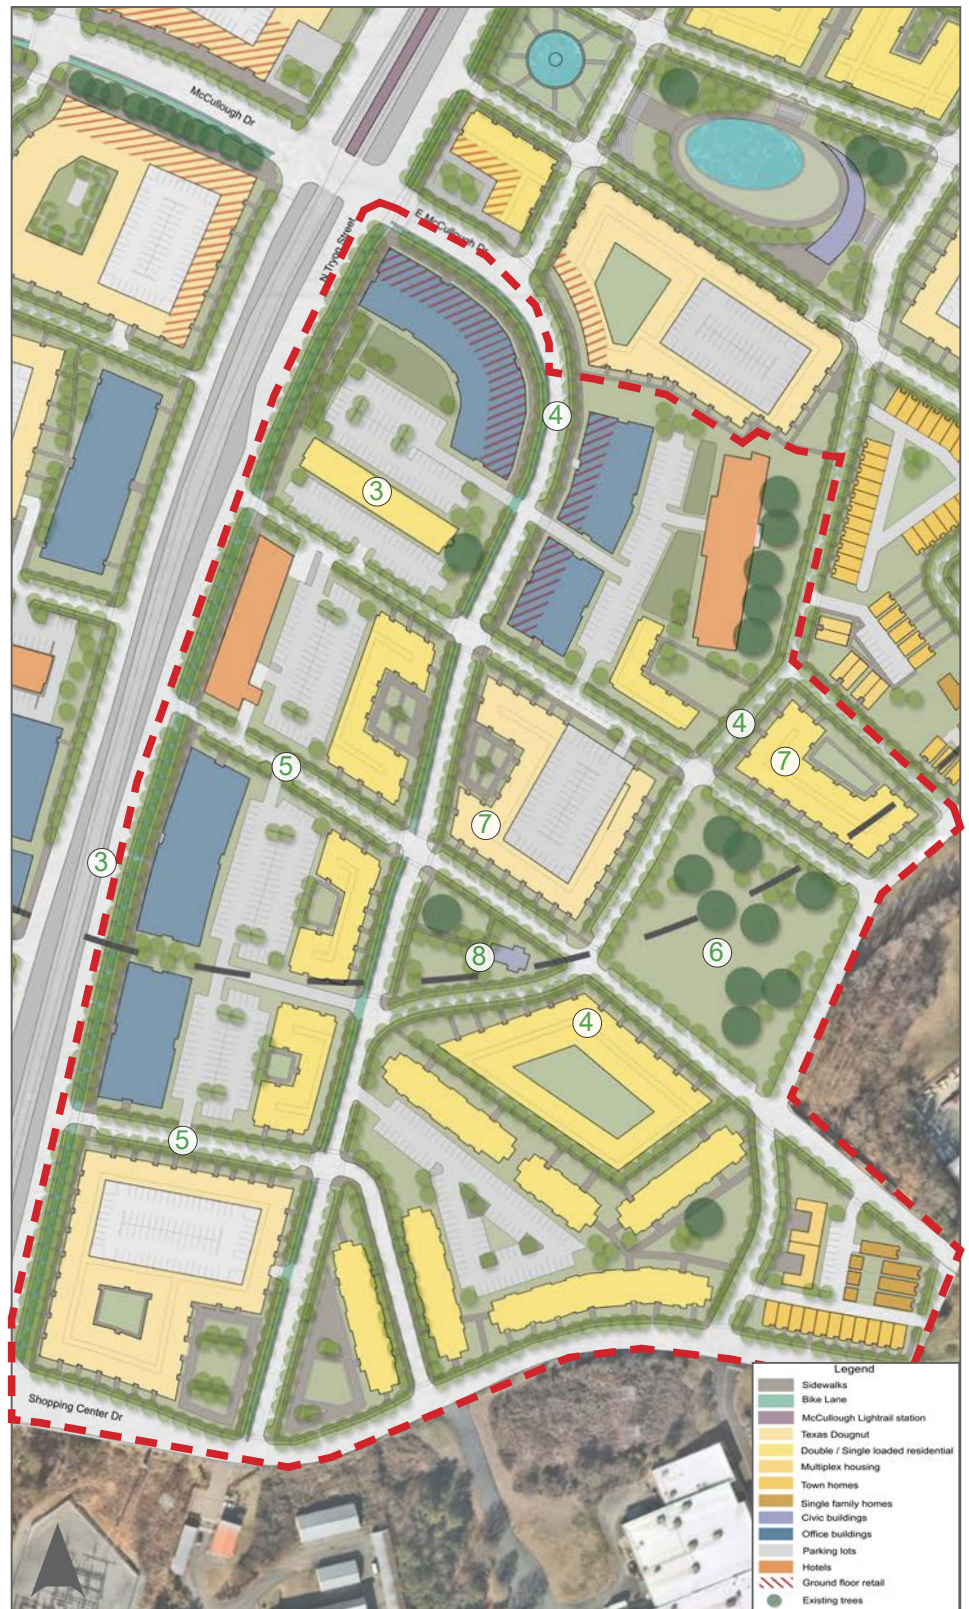 McCullough Dr
E McCullough Dr
N Tryon Street
4
3
4
7
5
7
3
8
6
4
5
Shopping Center Dr
Legend
Sidewalks
Bike Lane
McCullough Lightrail station
Texas Dougnut
Double / Single loaded residential
Multiplex housing
Town homes
Single family homes
Civic buildings
Office buildings
Parking lots
Hotels
Ground floor retail
Existing trees